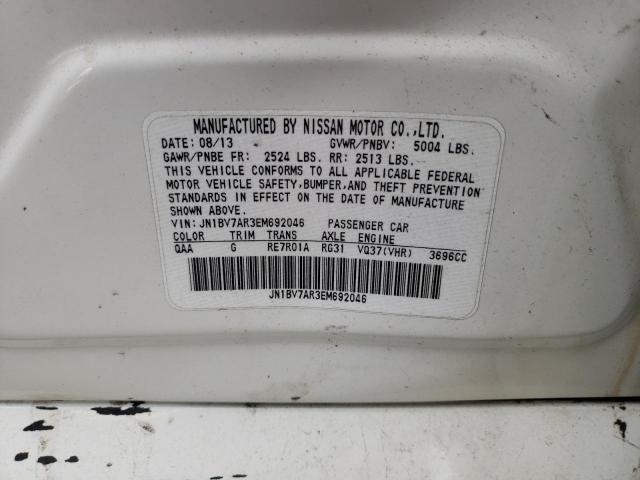 MANUFACTURED BY NISSAN MOTOR CO.,LTD.
DATE: 08/13 GVWR/PNBV: 5004 LBS.
GAWR/PNBE FR: 2524 LBS. RR: 2513 LBS.
THIS VEHICLE CONFORMS TO ALL APPLICABLE FEDERAL
MOTOR VEHICLE SAFETY,BUMPER,AND THEFT PREVENTION
STANDARDS IN EFFECT ON THE DATE OF MANUFACTURE
SHOWN ABOVE.
VIN: JN1BV7AR3EM692046 PASSENGER CAR
COLOR TRIM TRANS AXLE ENGINE
QAA G RE7R01A RG31 VQ37(VHR) 3696CC
JN1BV7AR3EM692046